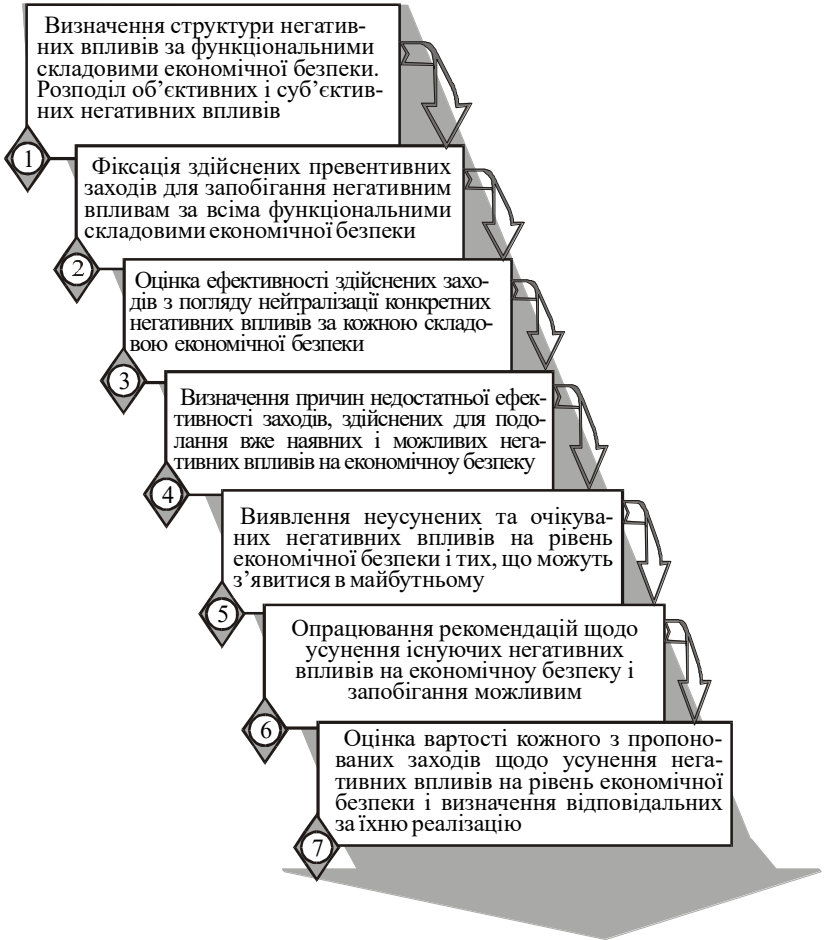 Визначення структури негатив-
них впливів за функціональними
складовими економічної безпеки.
Розподіл об’єктивних і суб’єктив-
них негативних впливів
1
Фіксація здійснених превентивних
заходів для запобігання негативним
впливам за всіма функціональними
складовими економічної безпеки
2
Оцінка ефективності здійснених захо-
дів з погляду нейтралізації конкретних
негативних впливів за кожною складо-
вою економічної безпеки
3
Визначення причин недостатньої ефек-
тивності заходів, здійснених для подо-
лання вже наявних і можливих нега-
тивних впливів на економічноу безпеку
4
Виявлення неусунених та очікува-
них негативних впливів на рівень
економічної безпеки і тих, що можуть
з’явитися в майбутньому
5
Опрацювання рекомендацій щодо
усунення існуючих негативних
впливів на економічноу безпеку і
запобігання можливим
6
Оцінка вартості кожного з пропоно-
ваних заходів щодо усунення нега-
тивних впливів на рівень економічної
безпеки і визначення відповідальних
за їхню реалізацію
7